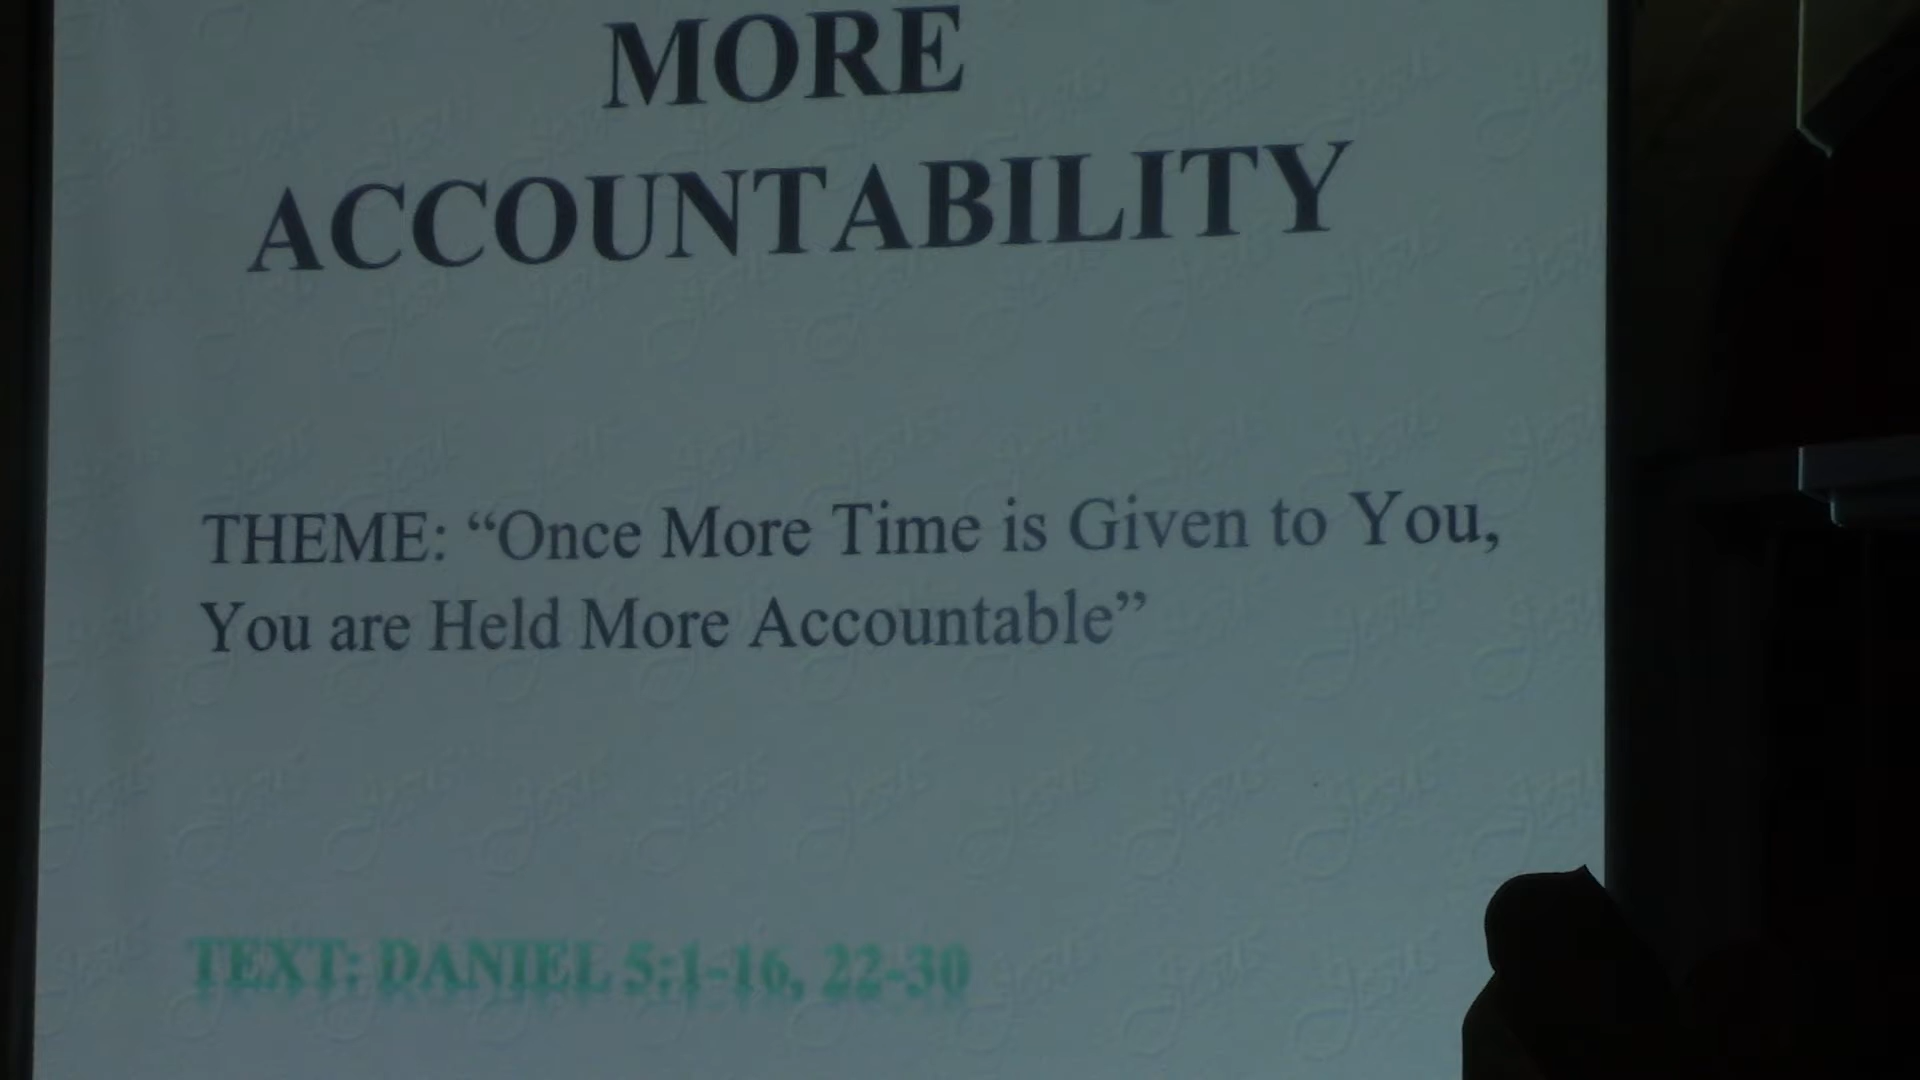 MORE
ACCOUNTABILITY
THEME: “Once More Time is Given to You,
You are Held More Accountable”
TEXT: DANIEL 5:1-16, 22-30